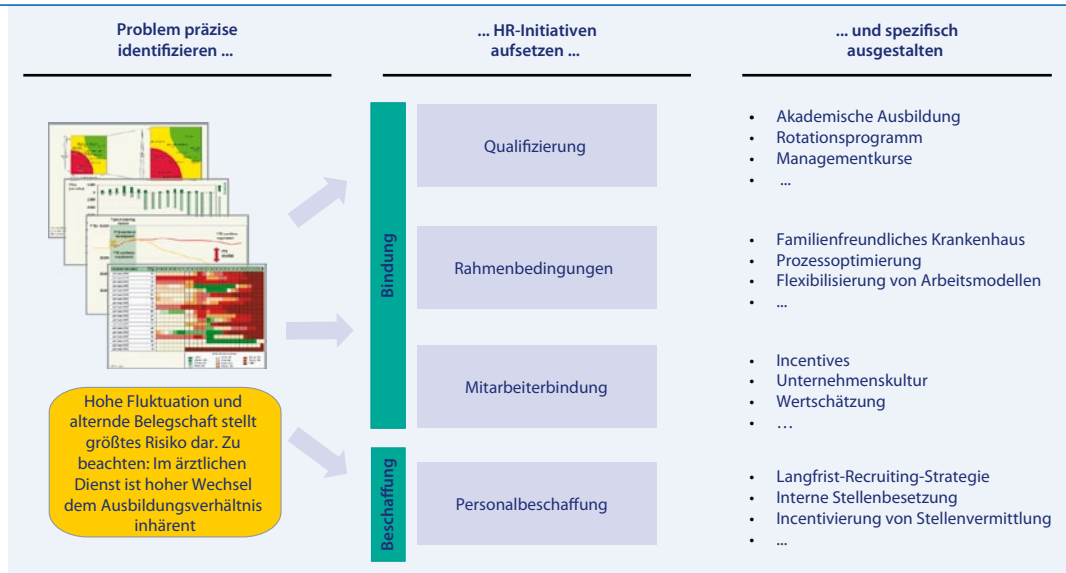 Problem präzise
identifizieren ...
... HR-Initiativen
aufsetzen ...
... und spezifisch
ausgestalten
Hohe Fluktuation und
alternde Belegschaft stellt
größtes Risiko dar. Zu
beachten: Im ärztlichen
Dienst ist hoher Wechsel
dem Ausbildungsverhältnis
inhärent
Bindung
Qualifizierung
• Akademische Ausbildung
• Rotationsprogramm
• Managementkurse
• ...
Rahmenbedingungen
• Familienfreundliches Krankenhaus
• Prozessoptimierung
• Flexibilisierung von Arbeitsmodellen
• ...
Mitarbeiterbindung
• Incentives
• Unternehmenskultur
• Wertschätzung
• …
Beschaffung
Personalbeschaffung
• Langfrist-Recruiting-Strategie
• Interne Stellenbesetzung
• Incentivierung von Stellenvermittlung
• ...